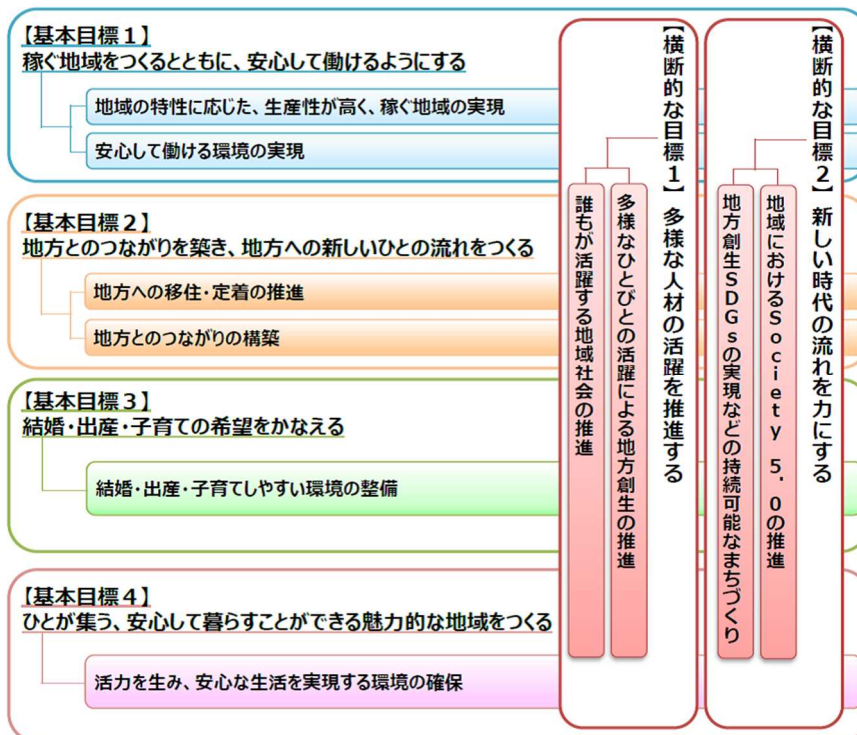 【基本目標１】
稼ぐ地域をつくるとともに、安心して働けるようにする
地域の特性に応じた、生産性が高く、稼ぐ地域の実現
安心して働ける環境の実現
【基本目標２】
地方とのつながりを築き、地方への新しいひとの流れをつくる
地方への移住・定着の推進
地方とのつながりの構築
【基本目標３】
結婚・出産・子育ての希望をかなえる
結婚・出産・子育てしやすい環境の整備
【基本目標４】
ひとが集う、安心して暮らすことができる魅力的な地域をつくる
活力を生み、安心な生活を実現する環境の確保
【横断的な目標１】多様な人材の活躍を推進する
多様なひとびとの活躍による地方創生の推進
誰もが活躍する地域社会の推進
【横断的な目標２】新しい時代の流れを力にする
地域におけるSociety 5.0の推進
地方創生SDGsの実現などの持続可能なまちづくり